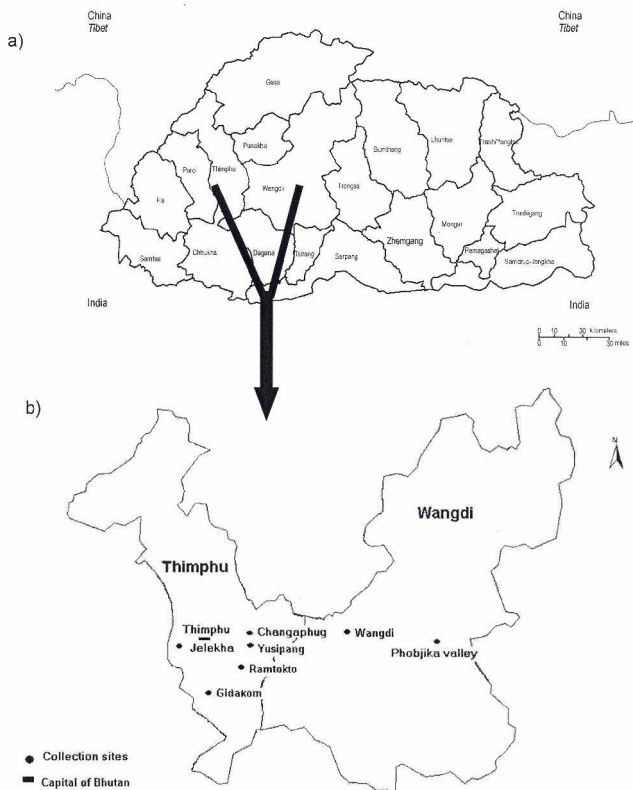 China
Tibet
China
Tibet
a)
Gasa
Punakha
Paro
Thimphu
Wangdi
Bumthang
Lhuntse
Trashi Yangtse
Trongsa
Ha
Mongar
Trashigang
Samtse
Chhukha
Dagana
Tsirang
Sarpang
Zhemgang
Pemagashel
Samdrup-Jongkha
India
India
0 10 30 kilometers
0 10 30 miles
b)
N
Wangdi
Thimphu
Thimphu
Changaphug
Wangdi
Jelekha
Yusipang
Phobjika valley
Ramtokto
Gidakom
Collection sites
Capital of Bhutan